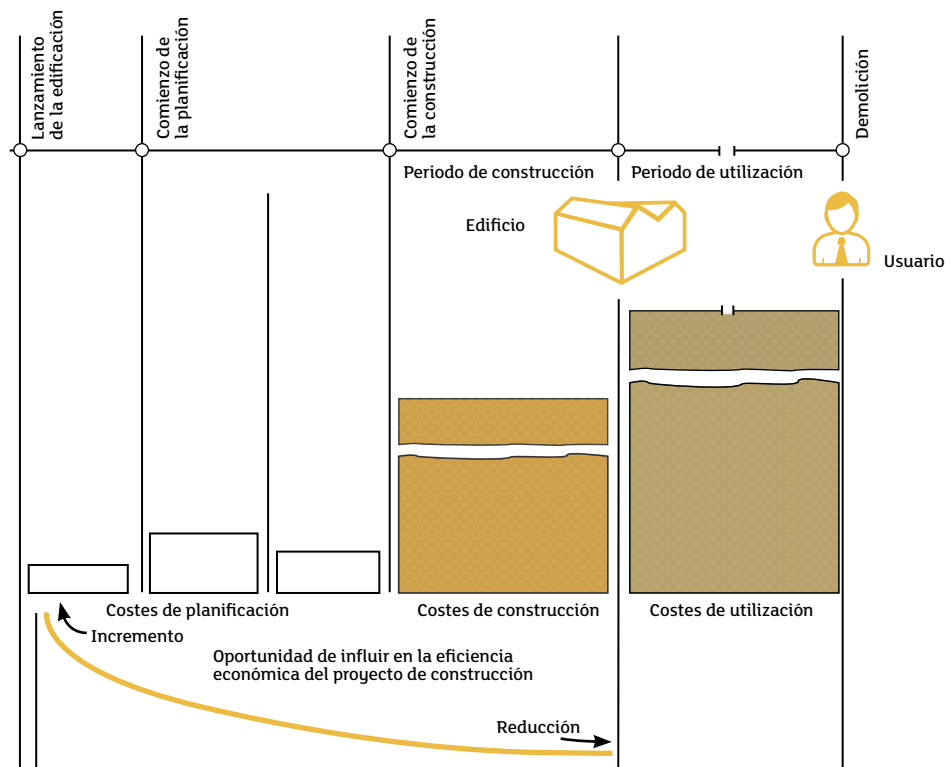 Lanzamiento
de la edificación
Comienzo de
la planificación
Comienzo de
la construcción
Demolición
Periodo de construcción
Periodo de utilización
Edificio
Usuario
Costes de planificación
Costes de construcción
Costes de utilización
Incremento
Oportunidad de influir en la eficiencia
económica del proyecto de construcción
Reducción